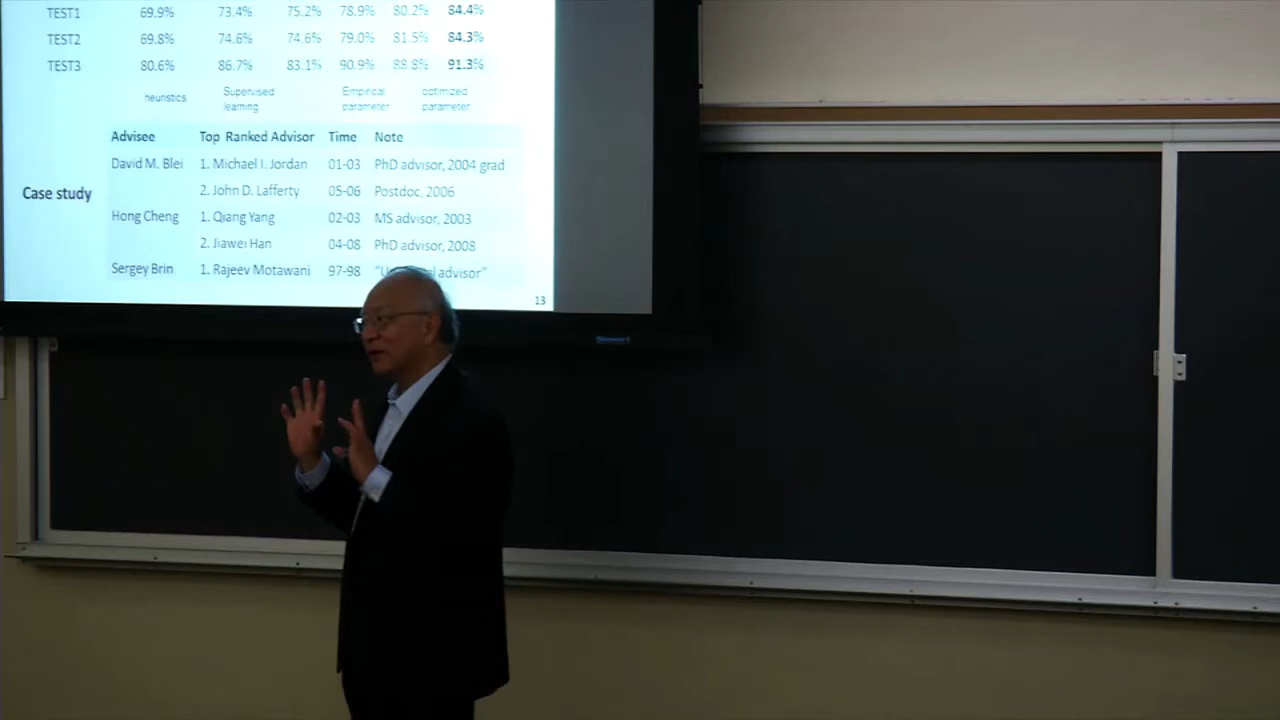 TEST1 69.9% 73.4% 75.2% 78.9% 80.2% 84.4%
TEST2 69.8% 74.6% 74.6% 79.0% 81.5% 84.3%
TEST3 80.6% 86.7% 83.1% 90.9% 88.8% 91.3%
heuristics Supervised learning Empirical parameter optimized parameter
Advisee Top Ranked Advisor Time Note
David M. Blei 1. Michael I. Jordan 01-03 PhD advisor, 2004 grad
Case study
2. John D. Lafferty 05-06 Postdoc, 2006
Hong Cheng 1. Qiang Yang 02-03 MS advisor, 2003
2. Jiawei Han 04-08 PhD advisor, 2008
Sergey Brin 1. Rajeev Motawani 97-98 advisor"
13